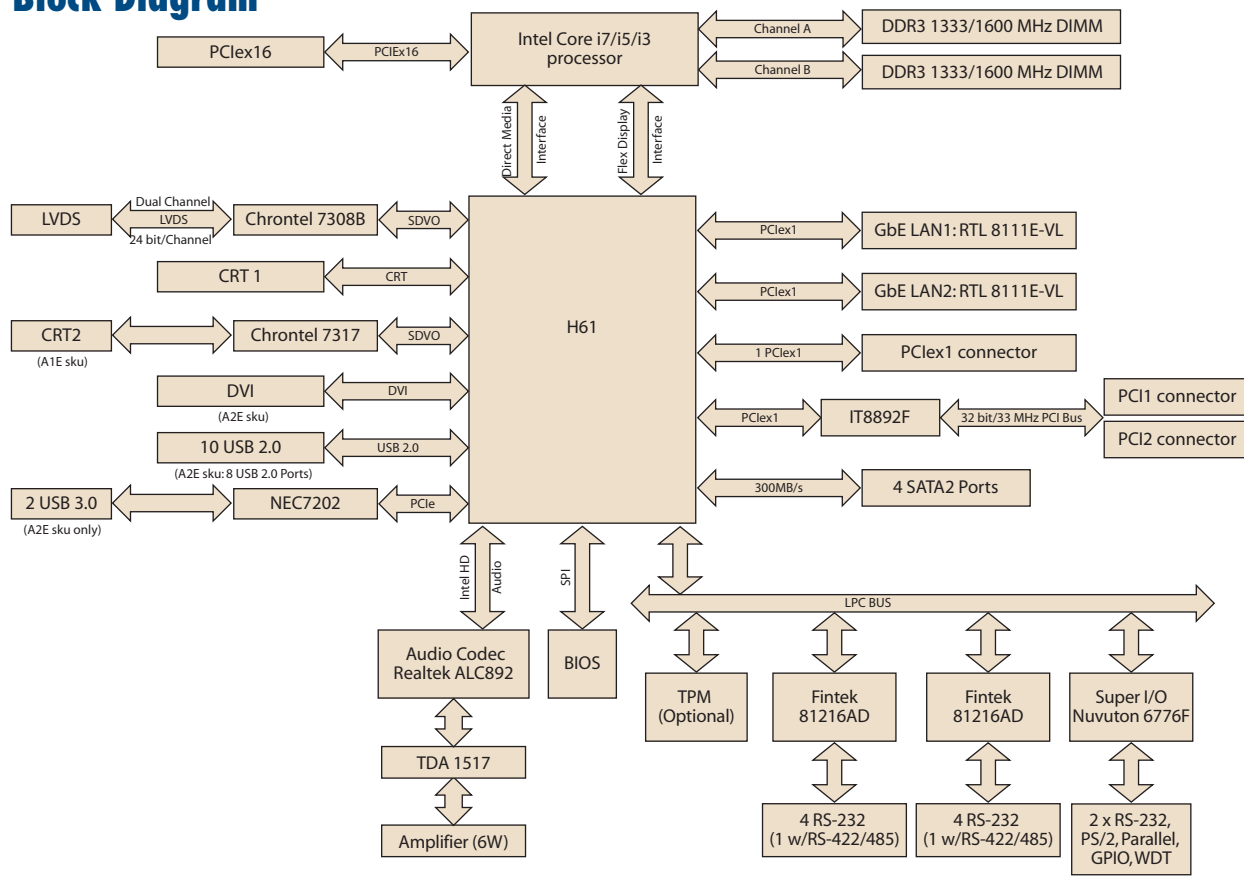 Block Diagram
PCIex16
PCIEx16
Intel Core i7/i5/i3
processor
Channel A
DDR3 1333/1600 MHz DIMM
Channel B
DDR3 1333/1600 MHz DIMM
Direct Media
Interface
Flex Display
Interface
LVDS
Dual Channel
LVDS
24 bit/Channel
Chrontel 7308B
SDVO
CRT 1
CRT
CRT2
(A1E sku)
Chrontel 7317
SDVO
DVI
(A2E sku)
DVI
10 USB 2.0
(A2E sku: 8 USB 2.0 Ports)
USB 2.0
2 USB 3.0
(A2E sku only)
NEC7202
PCIe
H61
PCIex1
GbE LAN1: RTL 8111E-VL
PCIex1
GbE LAN2: RTL 8111E-VL
1 PCIex1
PCIex1 connector
PCIex1
IT8892F
32 bit/33 MHz PCI Bus
PCI1 connector
PCI2 connector
300MB/s
4 SATA2 Ports
Intel HD
Audio
SPI
LPC BUS
Audio Codec
Realtek ALC892
BIOS
TPM
(Optional)
Fintek
81216AD
Fintek
81216AD
Super I/O
Nuvuton 6776F
TDA 1517
Amplifier (6W)
4 RS-232
(1 w/RS-422/485)
4 RS-232
(1 w/RS-422/485)
2 x RS-232,
PS/2, Parallel,
GPIO, WDT